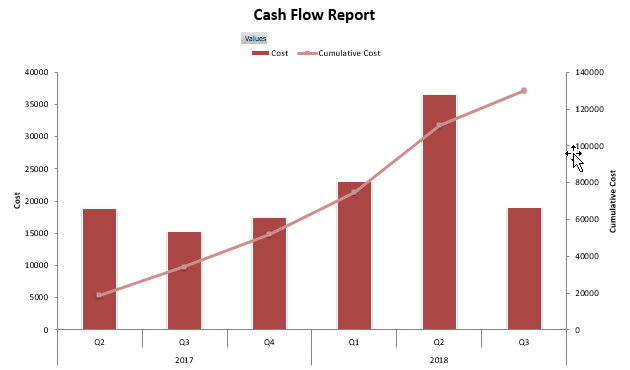 Cash Flow Report
Values
Cost Cumulative Cost
40000 140000
35000 120000
30000 100000
25000 80000
20000 60000
15000 40000
10000 20000
5000 0
0
Cost
Cumulative Cost
Q2 Q3 Q4 Q1 Q2 Q3
2017 2018